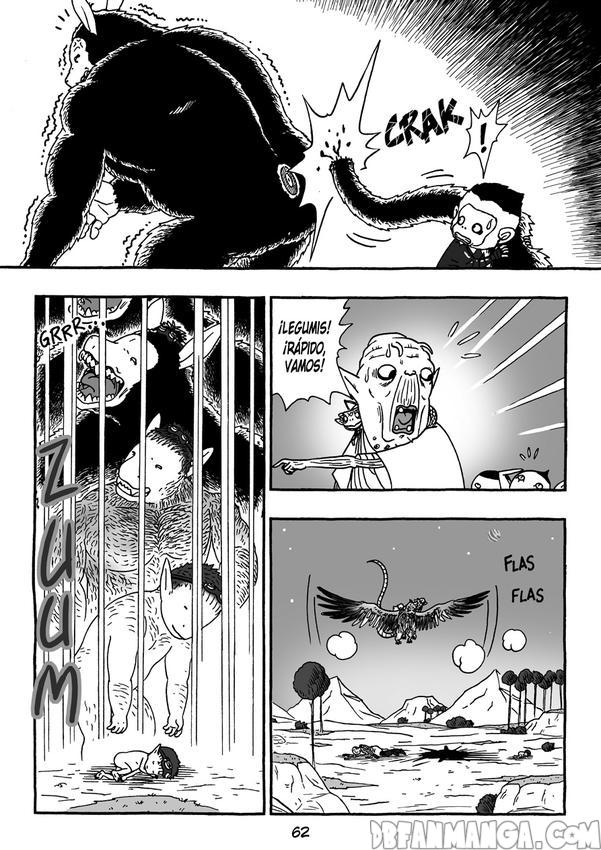 CRAK
!
GRRR...
ZUUM
¡LEGUMIS!
¡RÁPIDO,
VAMOS!
FLAS
FLAS
62
DBFANMANGA.COM